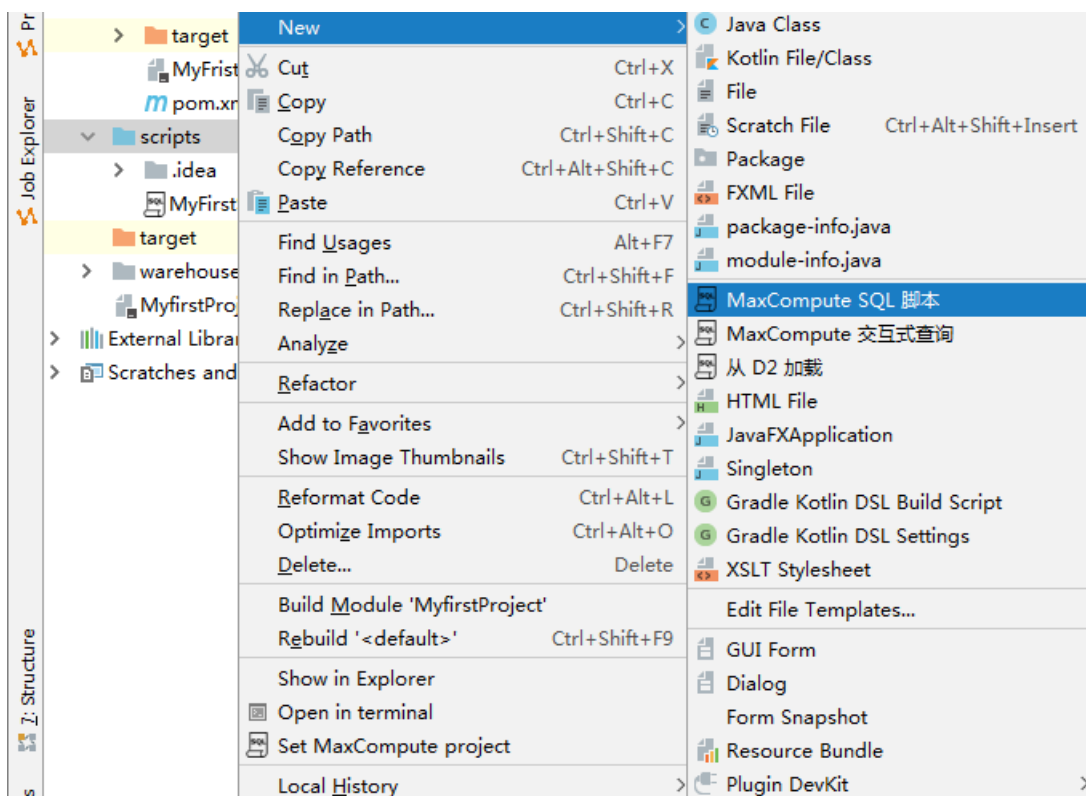 Pr
Job Explorer
7: Structure
target
MyFrist
pom.xm
scripts
.idea
MyFirst
target
warehouse
MyfirstProj
External Librar
Scratches and
New
Cut Ctrl+X
Copy Ctrl+C
Copy Path Ctrl+Shift+C
Copy Reference Ctrl+Alt+Shift+C
Paste Ctrl+V
Find Usages Alt+F7
Find in Path... Ctrl+Shift+F
Replace in Path... Ctrl+Shift+R
Analyze
Refactor
Add to Favorites
Show Image Thumbnails Ctrl+Shift+T
Reformat Code Ctrl+Alt+L
Optimize Imports Ctrl+Alt+O
Delete... Delete
Build Module 'MyfirstProject'
Rebuild '<default>' Ctrl+Shift+F9
Show in Explorer
Open in terminal
Set MaxCompute project
Local History
Java Class
Kotlin File/Class
File
Scratch File Ctrl+Alt+Shift+Insert
Package
FXML File
package-info.java
module-info.java
MaxCompute SQL 脚本
MaxCompute 交互式查询
从 D2 加载
HTML File
JavaFXApplication
Singleton
Gradle Kotlin DSL Build Script
Gradle Kotlin DSL Settings
XSLT Stylesheet
Edit File Templates...
GUI Form
Dialog
Form Snapshot
Resource Bundle
Plugin DevKit